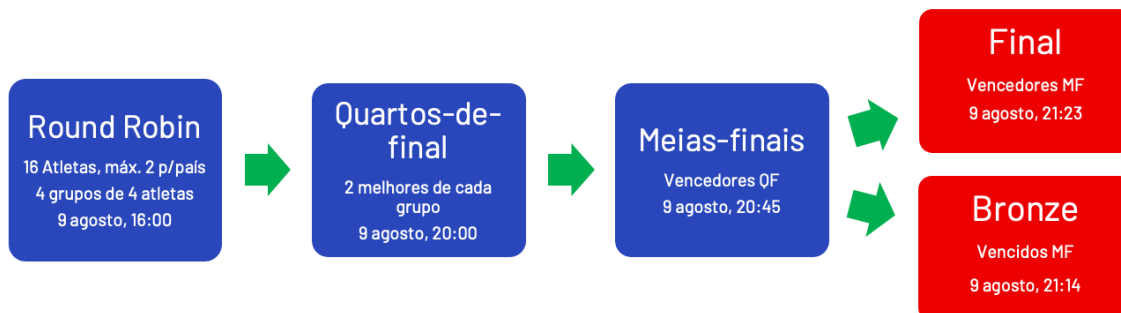 Round Robin
16 Atletas, máx. 2 p/país
4 grupos de 4 atletas
9 agosto, 16:00
Quartos-de-
final
2 melhores de cada
grupo
9 agosto, 20:00
Meias-finais
Vencedores QF
9 agosto, 20:45
Final
Vencedores MF
9 agosto, 21:23
Bronze
Vencidos MF
9 agosto, 21:14